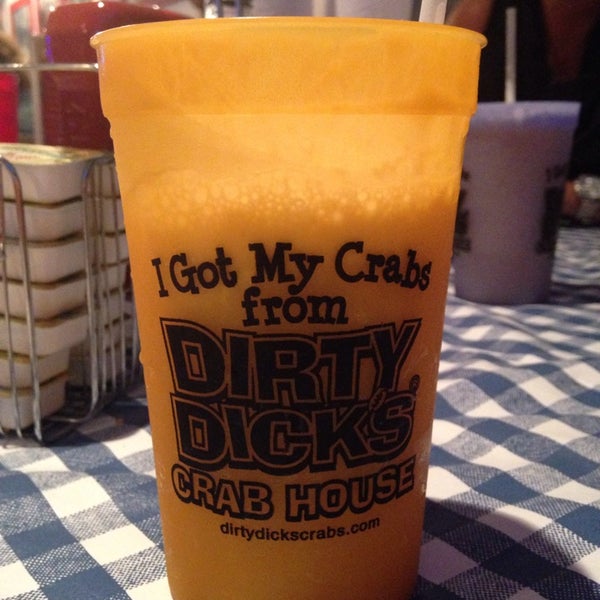 I Got My Crabs
from
DIRTY
DICK'S®
CRAB HOUSE
dirtydickscrabs.com